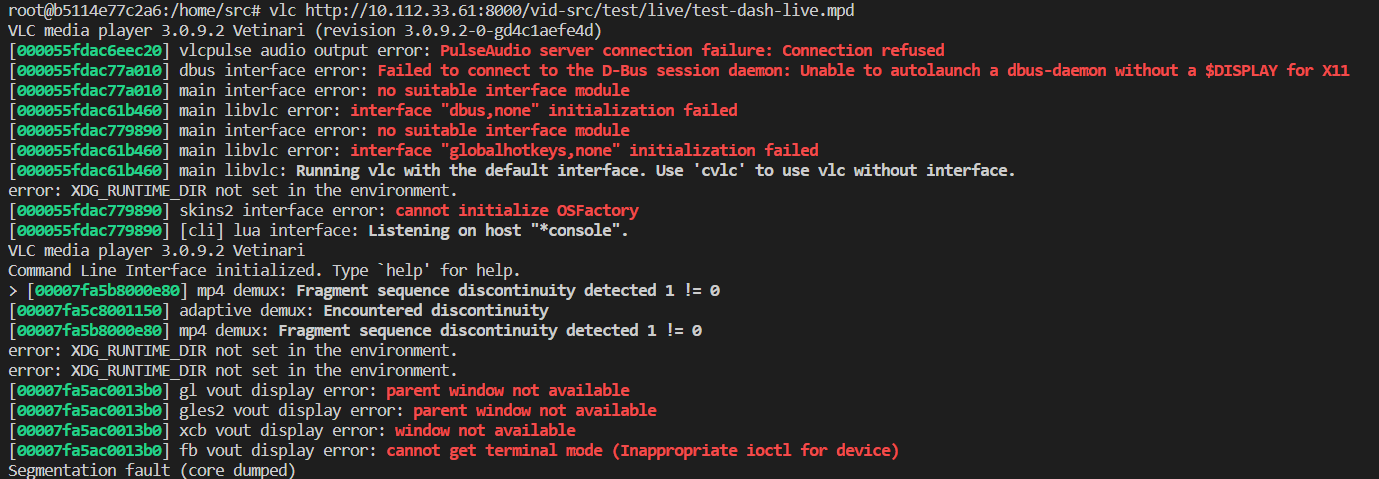 root@b5114e77c2a6:/home/src# vlc http://10.112.33.61:8000/vid-src/test/live/test-dash-live.mpd
VLC media player 3.0.9.2 Vetinari (revision 3.0.9.2-0-gd4c1aefe4d)
[000055fdac6eec20] vlcpulse audio output error: PulseAudio server connection failure: Connection refused
[000055fdac77a010] dbus interface error: Failed to connect to the D-Bus session daemon: Unable to autolaunch a dbus-daemon without a $DISPLAY for X11
[000055fdac77a010] main interface error: no suitable interface module
[000055fdac61b460] main libvlc error: interface "dbus,none" initialization failed
[000055fdac779890] main interface error: no suitable interface module
[000055fdac61b460] main libvlc error: interface "globalhotkeys,none" initialization failed
[000055fdac61b460] main libvlc: Running vlc with the default interface. Use 'cvlc' to use vlc without interface.
error: XDG_RUNTIME_DIR not set in the environment.
[000055fdac779890] skins2 interface error: cannot initialize OSFactory
[000055fdac779890] [cli] lua interface: Listening on host "*console".
VLC media player 3.0.9.2 Vetinari
Command Line Interface initialized. Type `help' for help.
> [00007fa5b8000e80] mp4 demux: Fragment sequence discontinuity detected 1 != 0
[00007fa5c8001150] adaptive demux: Encountered discontinuity
[00007fa5b8000e80] mp4 demux: Fragment sequence discontinuity detected 1 != 0
error: XDG_RUNTIME_DIR not set in the environment.
error: XDG_RUNTIME_DIR not set in the environment.
[00007fa5ac0013b0] gl vout display error: parent window not available
[00007fa5ac0013b0] gles2 vout display error: parent window not available
[00007fa5ac0013b0] xcb vout display error: window not available
[00007fa5ac0013b0] fb vout display error: cannot get terminal mode (Inappropriate ioctl for device)
Segmentation fault (core dumped)